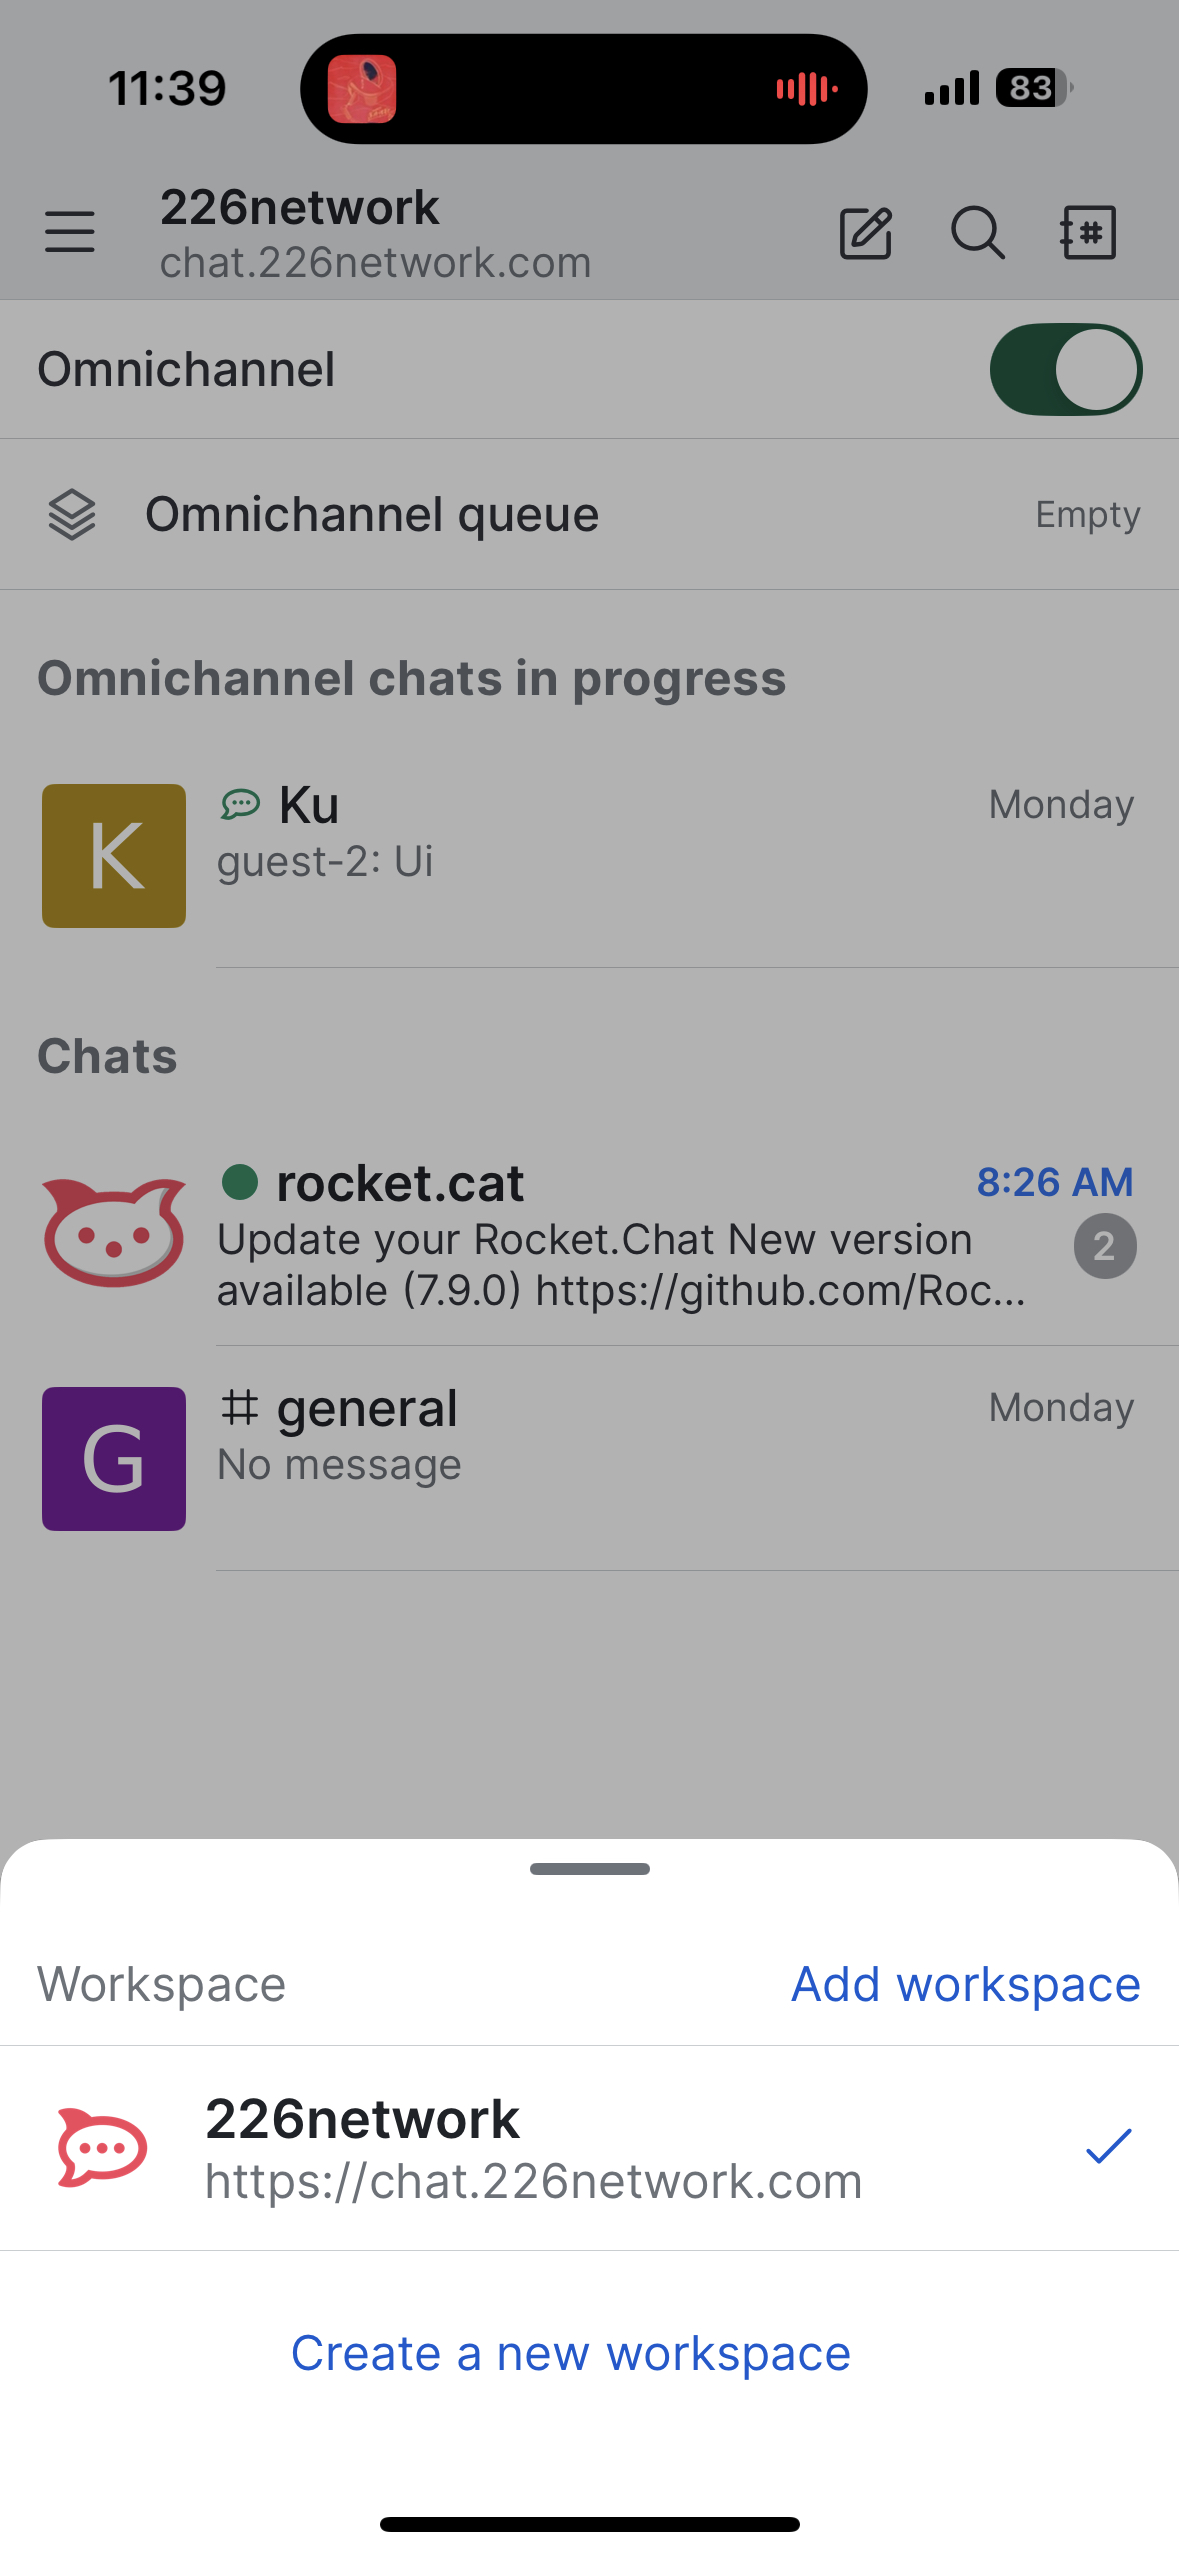 11:39
83
226network
chat.226network.com
Omnichannel
Omnichannel queue
Empty
Omnichannel chats in progress
K
Ku
Monday
guest-2: Ui
Chats
rocket.cat
8:26 AM
Update your Rocket.Chat New version
2
available (7.9.0) https://github.com/Roc...
G
general
Monday
No message
Workspace
Add workspace
226network
https://chat.226network.com
Create a new workspace